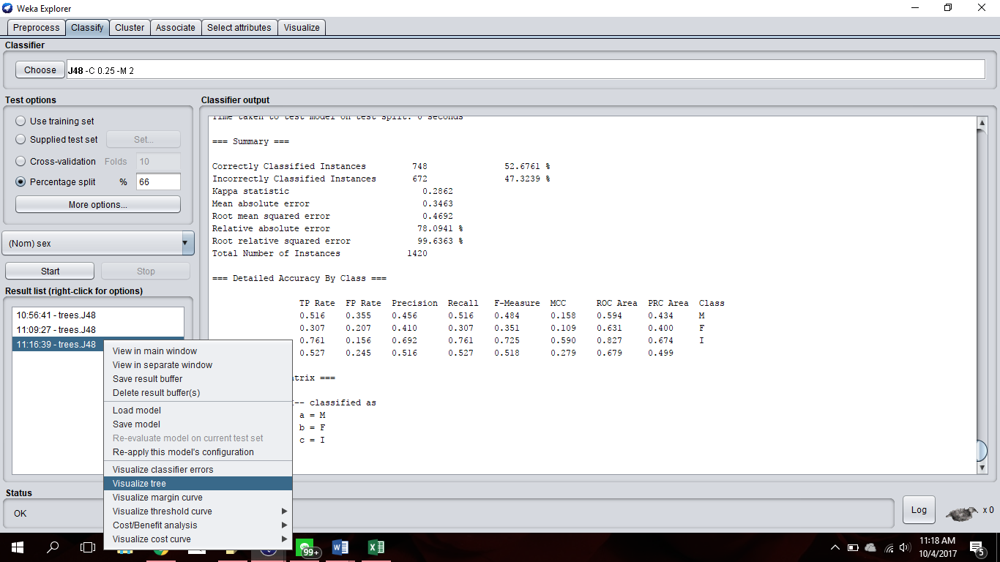 Weka Explorer
Preprocess Classify Cluster Associate Select attributes Visualize
Classifier
Choose J48 -C 0.25 -M 2
Test options
Use training set
Supplied test set Set...
Cross-validation Folds 10
Percentage split % 66
More options...
(Nom) sex
Start Stop
Result list (right-click for options)
10:56:41 - trees.J48
11:09:27 - trees.J48
11:16:39 - trees.J48
Classifier output
Time taken to test model on test split: 0 seconds
=== Summary ===
Correctly Classified Instances 748 52.6761 %
Incorrectly Classified Instances 672 47.3239 %
Kappa statistic 0.2862
Mean absolute error 0.3463
Root mean squared error 0.4692
Relative absolute error 78.0941 %
Root relative squared error 99.6363 %
Total Number of Instances 1420
=== Detailed Accuracy By Class ===
TP Rate FP Rate Precision Recall F-Measure MCC ROC Area PRC Area Class
0.516 0.355 0.456 0.516 0.484 0.158 0.594 0.434 M
0.307 0.207 0.410 0.307 0.351 0.109 0.631 0.400 F
0.761 0.156 0.692 0.761 0.725 0.590 0.827 0.674 I
0.527 0.245 0.516 0.527 0.518 0.279 0.679 0.499
atrix ===
-- classified as
a = M
b = F
c = I
View in main window
View in separate window
Save result buffer
Delete result buffer(s)
Load model
Save model
Re-evaluate model on current test set
Re-apply this model's configuration
Visualize classifier errors
Visualize tree
Visualize margin curve
Visualize threshold curve
Cost/Benefit analysis
Visualize cost curve
Status
OK
Log x 0
99+
11:18 AM
10/4/2017
5